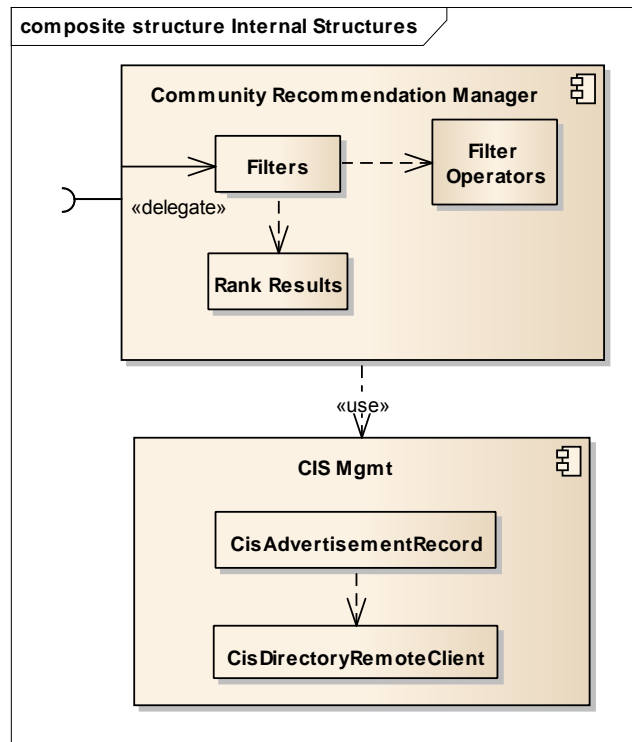 composite structure Internal Structures
Community Recommendation Manager
Filters
Filter
Operators
«delegate»
Rank Results
«use»
CIS Mgmt
CisAdvertisementRecord
CisDirectoryRemoteClient